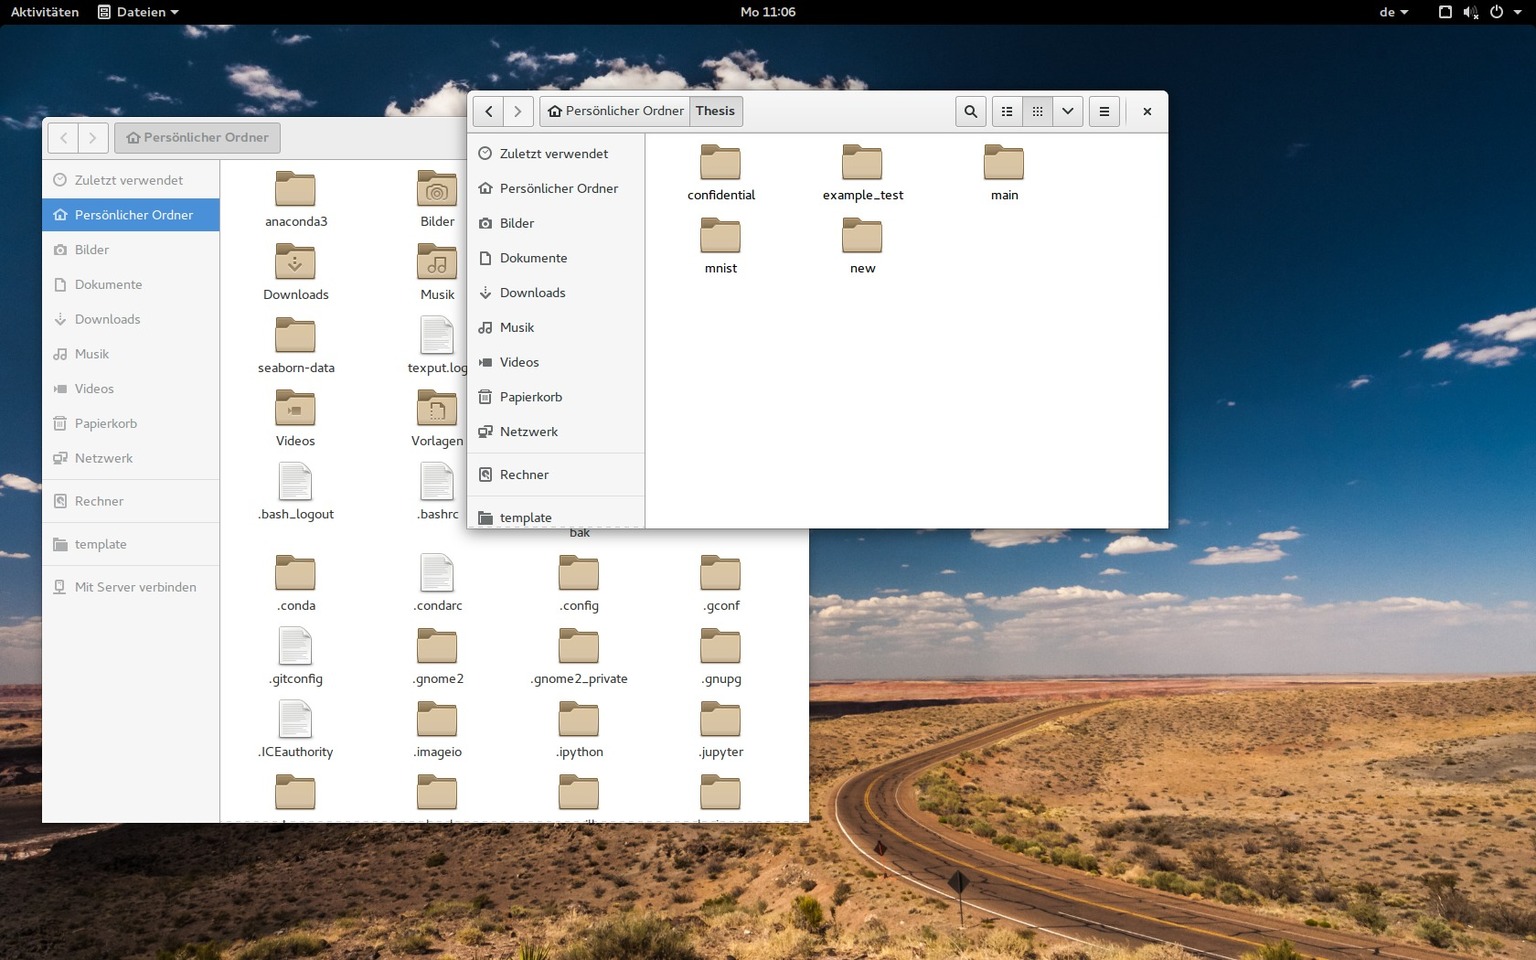 Aktivitäten
Dateien
Mo 11:06
de
Persönlicher Ordner
Zuletzt verwendet
Persönlicher Ordner
Bilder
Dokumente
Downloads
Musik
Videos
Papierkorb
Netzwerk
Rechner
template
Mit Server verbinden
anaconda3
Bilder
Downloads
Musik
seaborn-data
texput.log
Videos
Vorlagen
.bash_logout
.bashrc
bak
.conda
.condarc
.config
.gconf
.gitconfig
.gnome2
.gnome2_private
.gnupg
.ICEauthority
.imageio
.ipython
.jupyter
Persönlicher Ordner
Thesis
Zuletzt verwendet
Persönlicher Ordner
Bilder
Dokumente
Downloads
Musik
Videos
Papierkorb
Netzwerk
Rechner
template
confidential
example_test
main
mnist
new